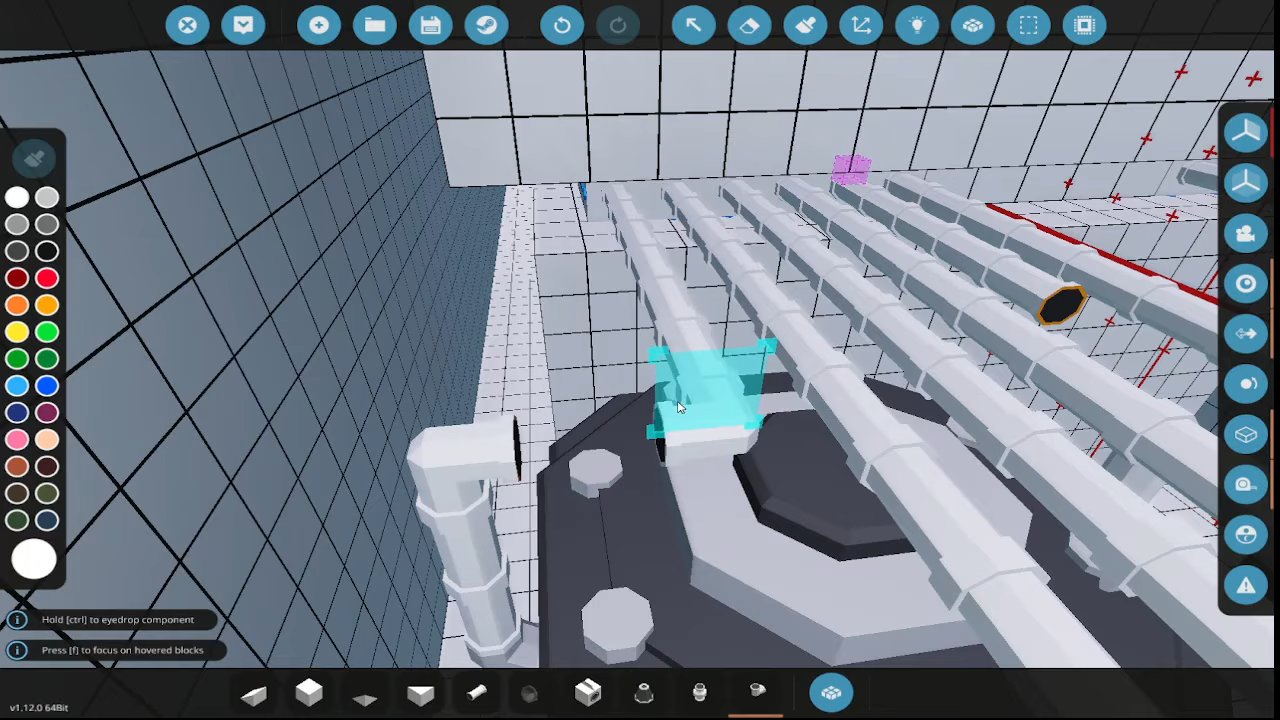 Hold [ctrl] to eyedrop component
Press [f] to focus on hovered blocks
v1.12.0 64Bit